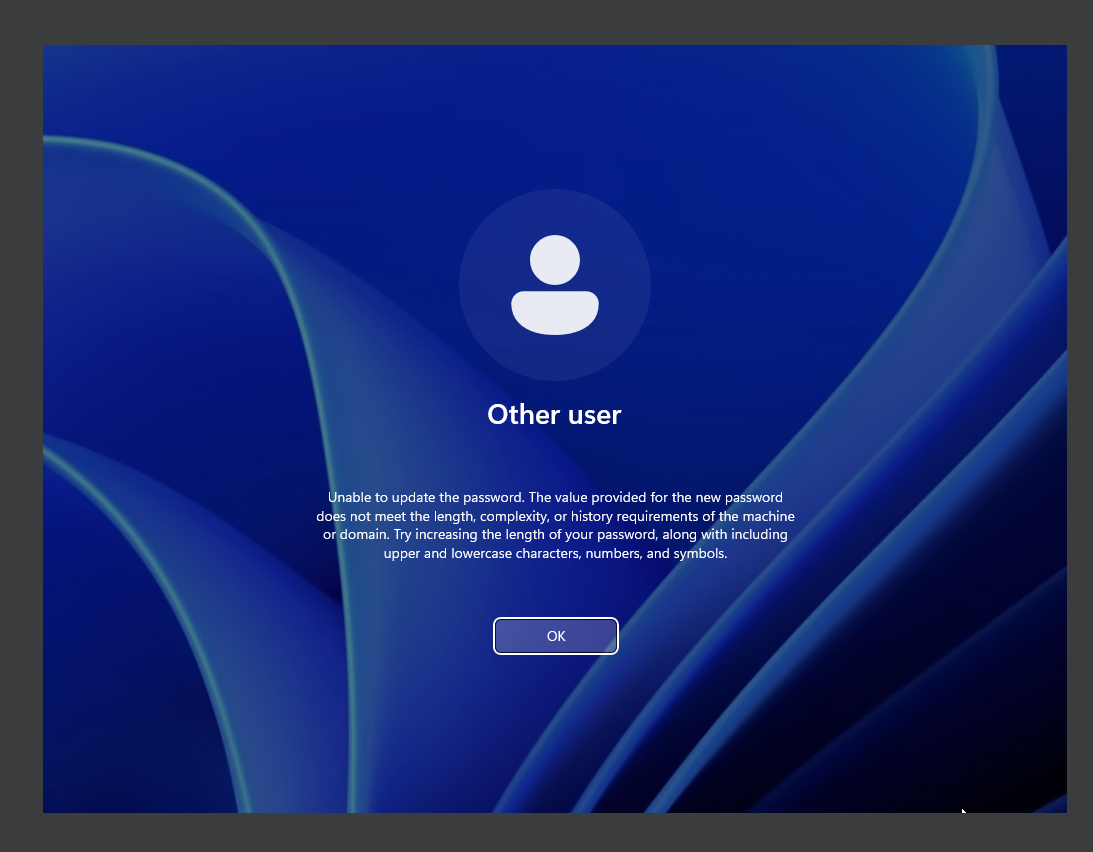 Other user
Unable to update the password. The value provided for the new password
does not meet the length, complexity, or history requirements of the machine
or domain. Try increasing the length of your password, along with including
upper and lowercase characters, numbers, and symbols.
OK